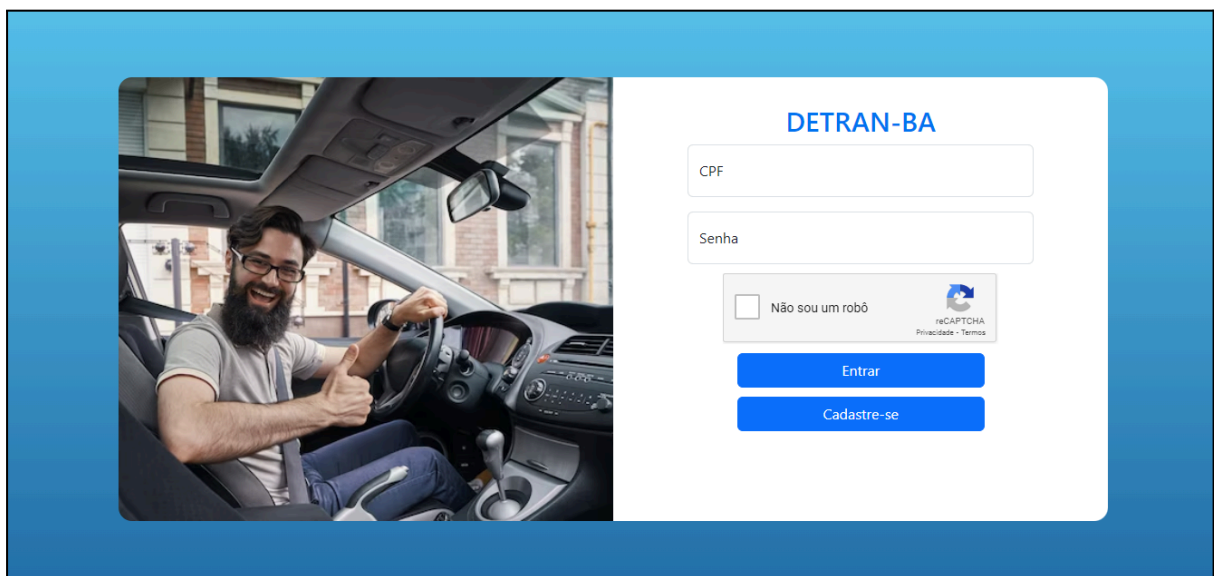 DETRAN-BA
CPF
Senha
Não sou um robô
reCAPTCHA
Privacidade - Termos
Entrar
Cadastre-se